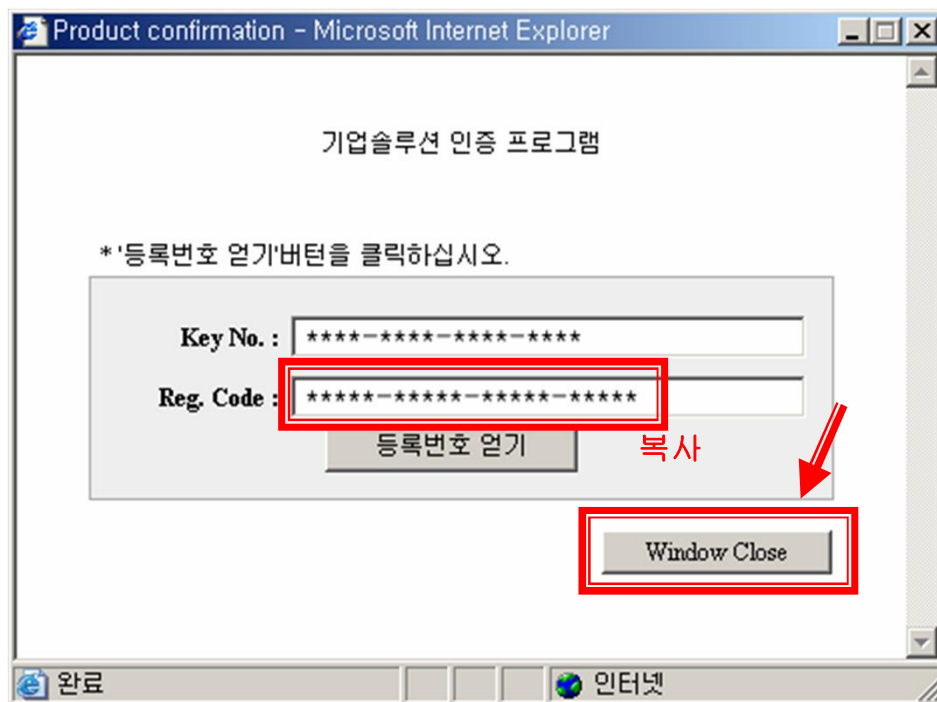 Product confirmation - Microsoft Internet Explorer
기업솔루션 인증 프로그램
*'등록번호 얻기'버턴을 클릭하십시오.
Key No. : ****-****-****-****
Reg. Code : *****-*****-*****-*****
등록번호 얻기 복사
Window Close
완료 인터넷